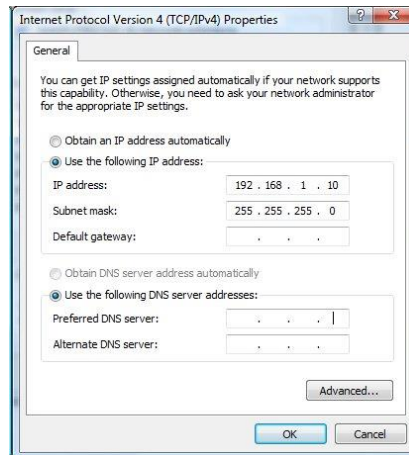 Internet Protocol Version 4 (TCP/IPv4) Properties
General
You can get IP settings assigned automatically if your network supports
this capability. Otherwise, you need to ask your network administrator
for the appropriate IP settings.
Obtain an IP address automatically
Use the following IP address:
IP address: 192 . 168 . 1 . 10
Subnet mask: 255 . 255 . 255 . 0
Default gateway: . . .
Obtain DNS server address automatically
Use the following DNS server addresses:
Preferred DNS server: . . .
Alternate DNS server: . . .
Advanced...
OK Cancel